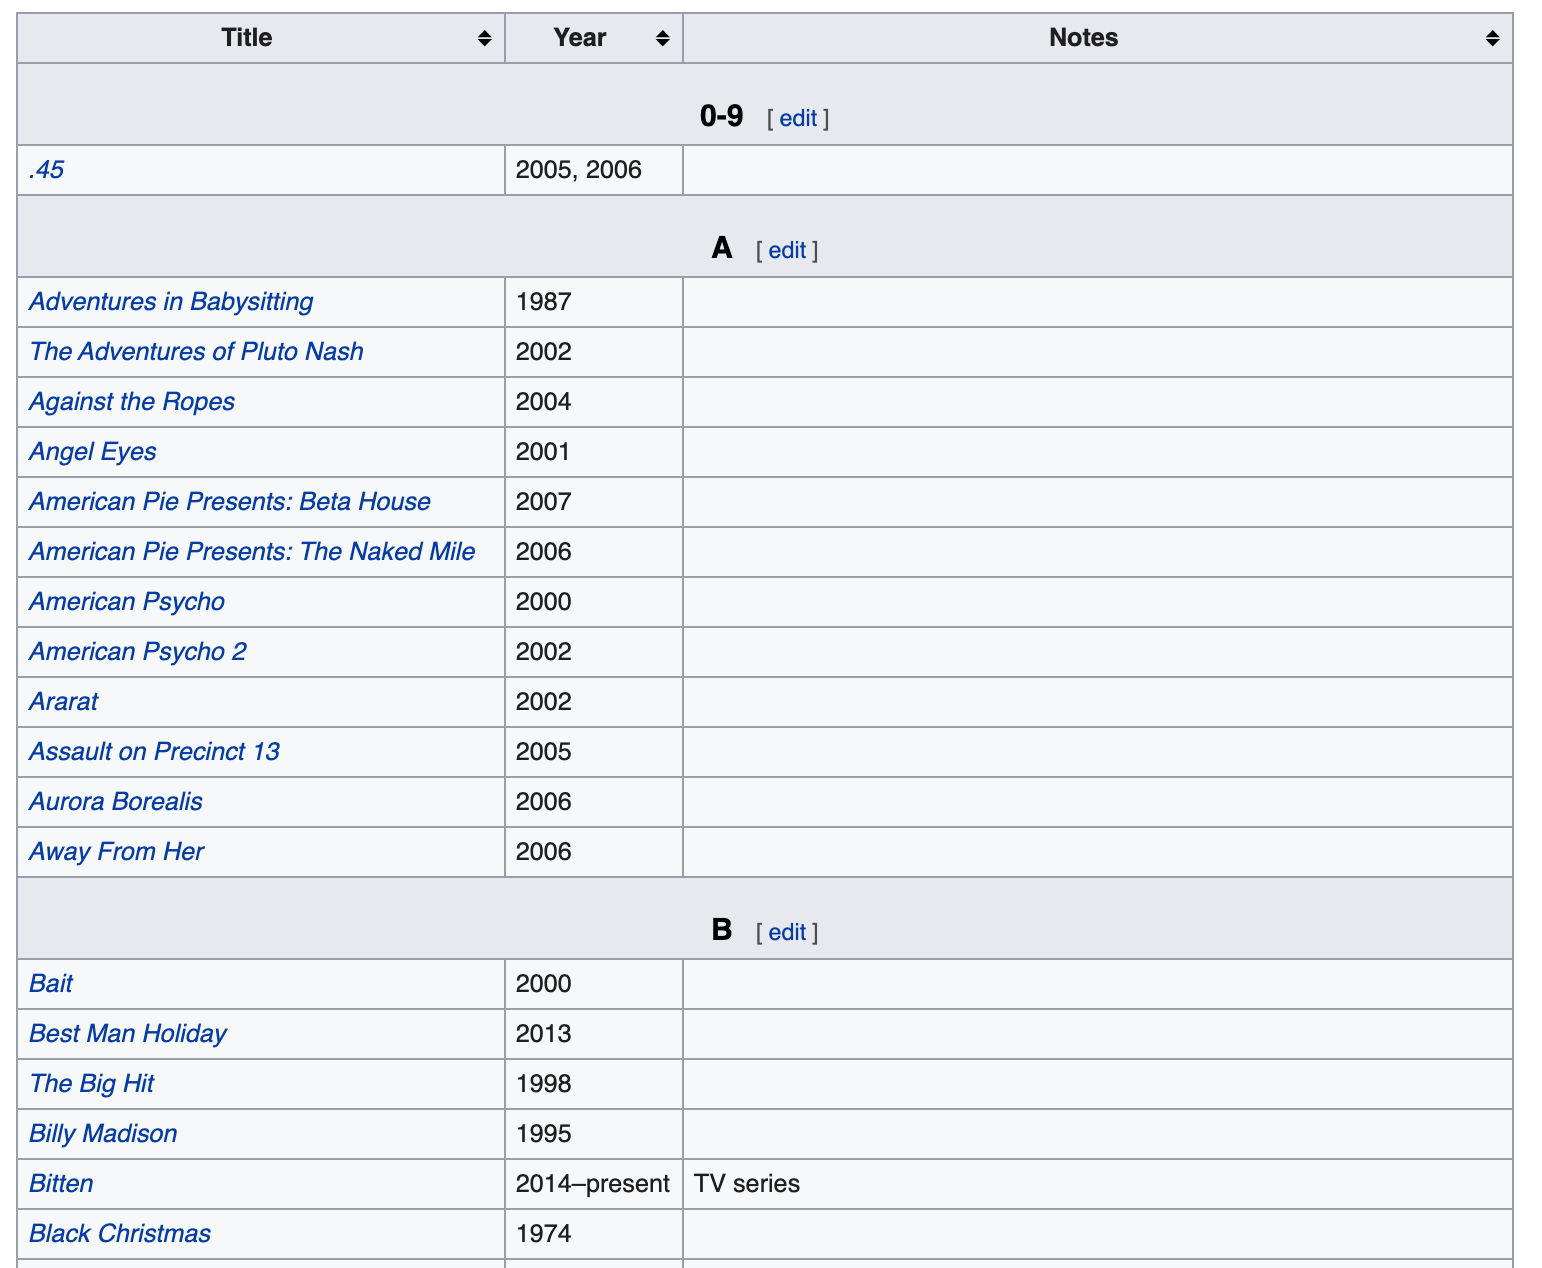 Title Year Notes
0-9 [ edit ]
.45 2005, 2006
A [ edit ]
Adventures in Babysitting 1987
The Adventures of Pluto Nash 2002
Against the Ropes 2004
Angel Eyes 2001
American Pie Presents: Beta House 2007
American Pie Presents: The Naked Mile 2006
American Psycho 2000
American Psycho 2 2002
Ararat 2002
Assault on Precinct 13 2005
Aurora Borealis 2006
Away From Her 2006
B [ edit ]
Bait 2000
Best Man Holiday 2013
The Big Hit 1998
Billy Madison 1995
Bitten 2014–present TV series
Black Christmas 1974